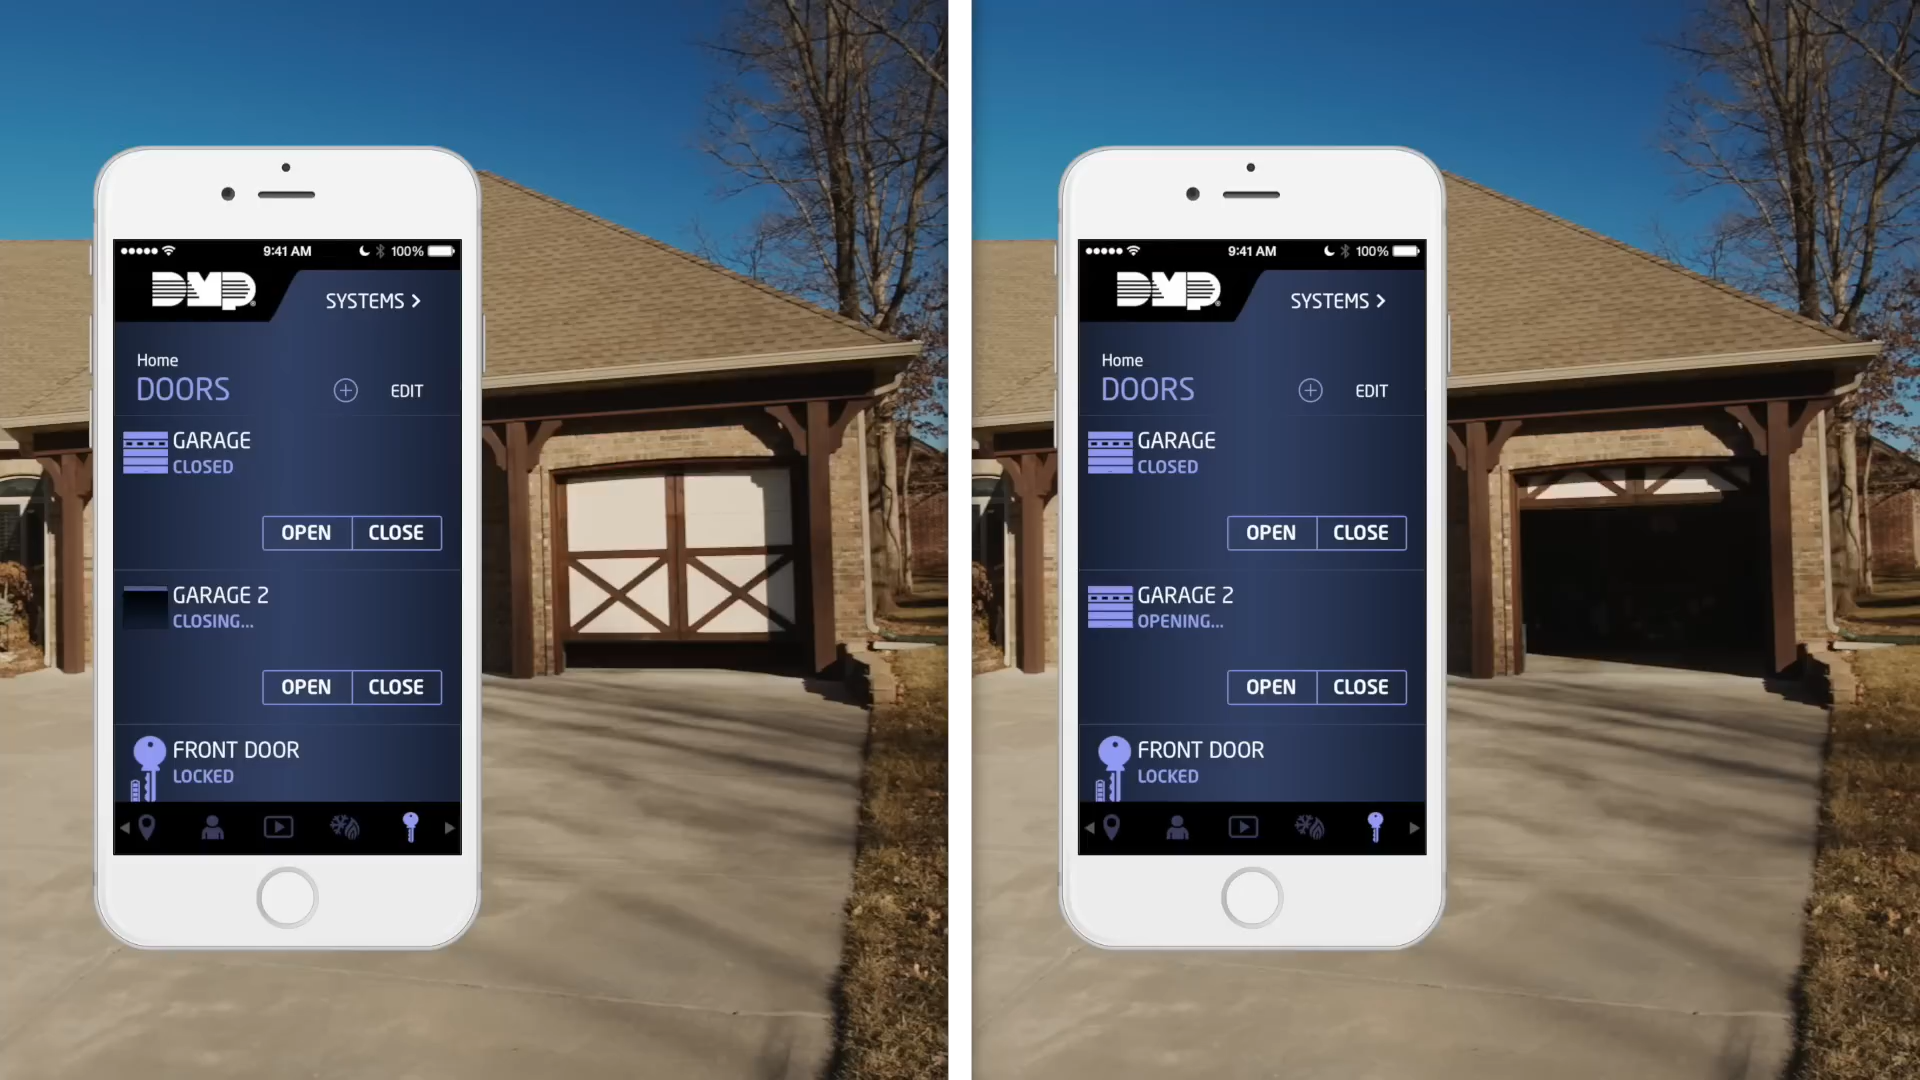 9:41 AM 100%
DMP
SYSTEMS >
Home
DOORS EDIT
GARAGE
CLOSED
OPEN CLOSE
GARAGE 2
CLOSING...
OPEN CLOSE
FRONT DOOR
LOCKED
9:41 AM 100%
DMP
SYSTEMS >
Home
DOORS EDIT
GARAGE
CLOSED
OPEN CLOSE
GARAGE 2
OPENING...
OPEN CLOSE
FRONT DOOR
LOCKED